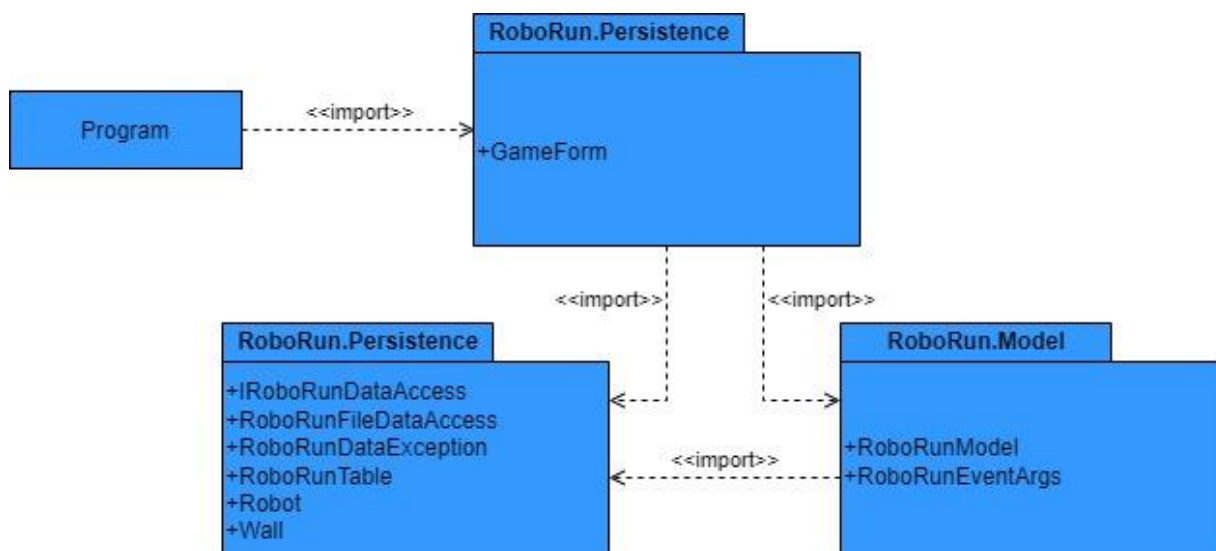 RoboRun.Persistence
Program
<<import>>
+GameForm
<<import>>
<<import>>
RoboRun.Persistence
+IRoboRunDataAccess
+RoboRunFileDataAccess
+RoboRunDataException
+RoboRunTable
+Robot
+Wall
<<import>>
RoboRun.Model
+RoboRunModel
+RoboRunEventArgs